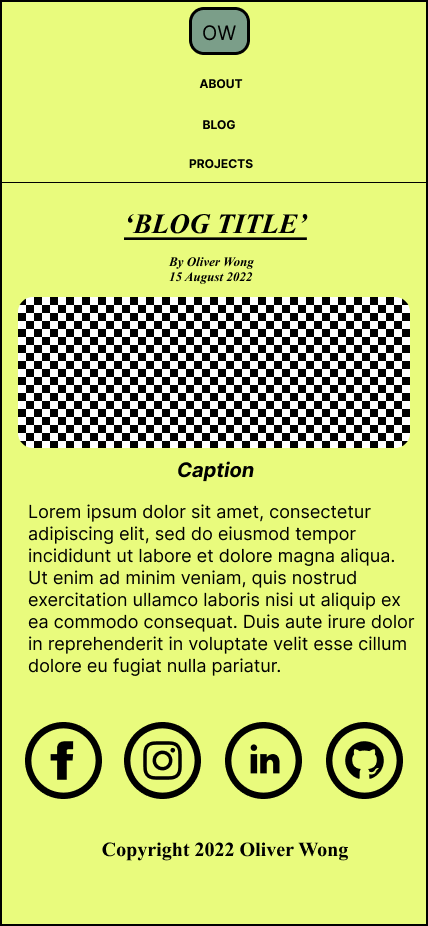 OW
ABOUT
BLOG
PROJECTS
‘BLOG TITLE’
By Oliver Wong
15 August 2022
Caption
Lorem ipsum dolor sit amet, consectetur
adipiscing elit, sed do eiusmod tempor
incididunt ut labore et dolore magna aliqua.
Ut enim ad minim veniam, quis nostrud
exercitation ullamco laboris nisi ut aliquip ex
ea commodo consequat. Duis aute irure dolor
in reprehenderit in voluptate velit esse cillum
dolore eu fugiat nulla pariatur.
f in
Copyright 2022 Oliver Wong